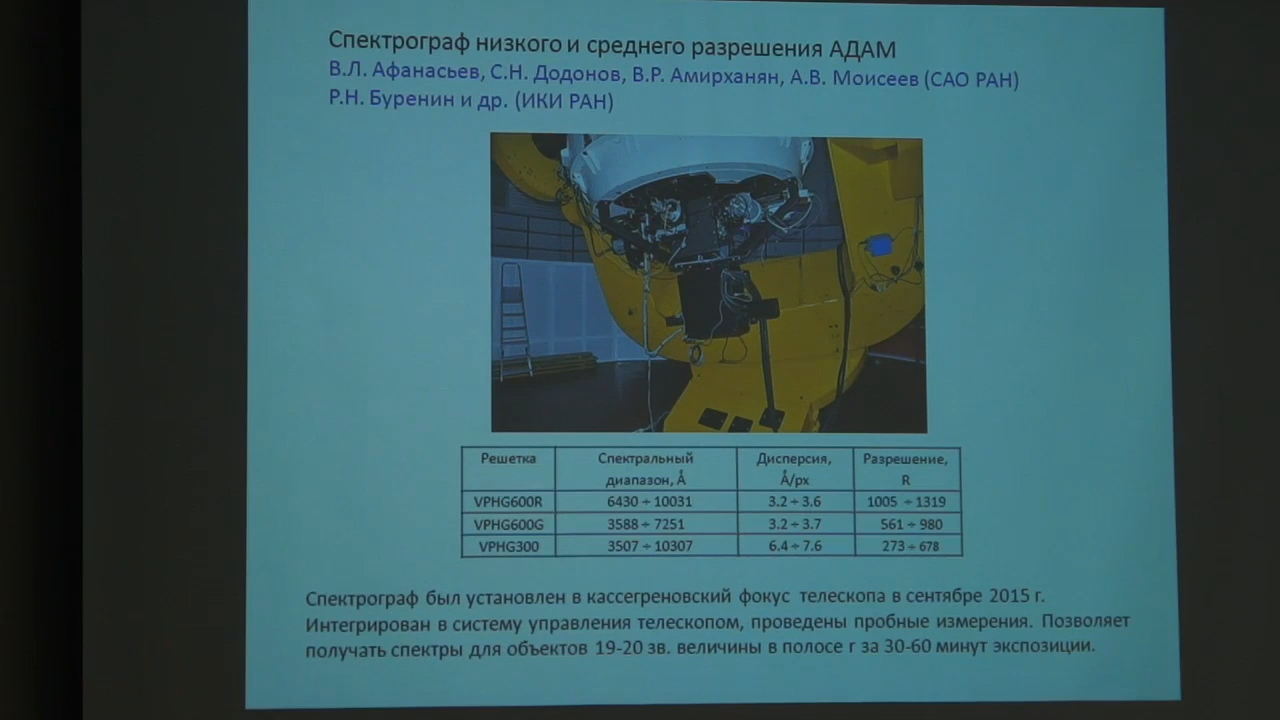 Спектрограф низкого и среднего разрешения АДАМ
В.Л. Афанасьев, С.Н. Додонов, В.Р. Амирханян, А.В. Моисеев (САО РАН)
Р.Н. Буренин и др. (ИКИ РАН)
Решетка Спектральный диапазон, Å Дисперсия, Å/px Разрешение, R
VPHG600R 6430 ÷ 10031 3.2 ÷ 3.6 1005 ÷ 1319
VPHG600G 3588 ÷ 7251 3.2 ÷ 3.7 561 ÷ 980
VPHG300 3507 ÷ 10307 6.4 ÷ 7.6 273 ÷ 678
Спектрограф был установлен в кассегреновский фокус телескопа в сентябре 2015 г.
Интегрирован в систему управления телескопом, проведены пробные измерения. Позволяет
получать спектры для объектов 19-20 зв. величины в полосе r за 30-60 минут экспозиции.